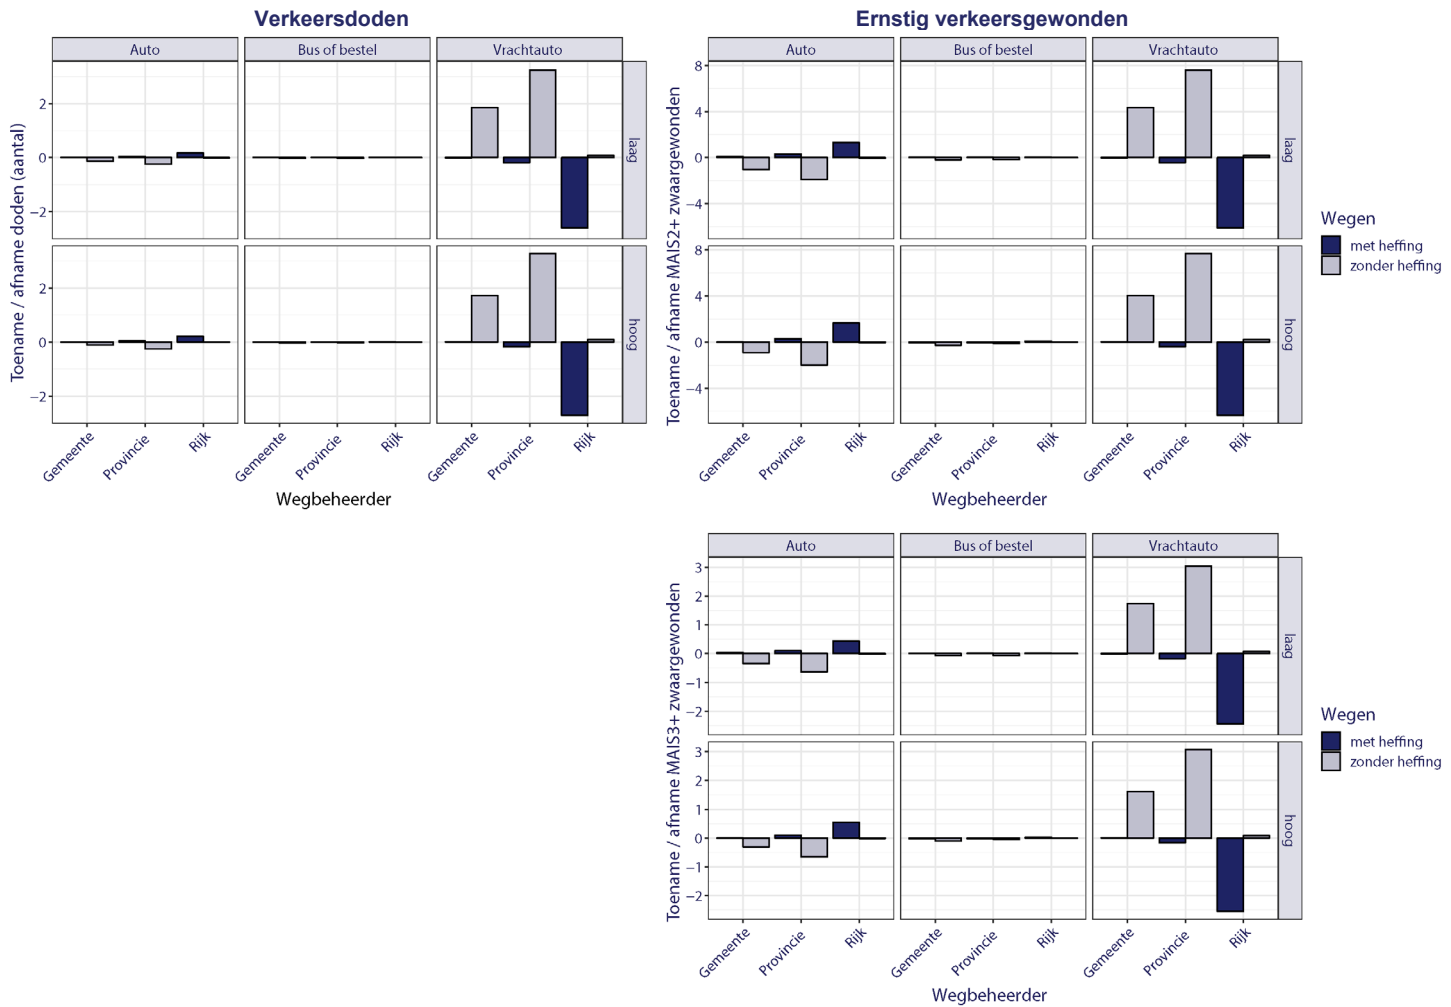 Verkeersdoden
Auto
Bus of bestel
Vrachtauto
Toename / afname doden (aantal)
2
0
−2
laag
2
0
−2
hoog
Gemeente
Provincie
Rijk
Gemeente
Provincie
Rijk
Gemeente
Provincie
Rijk
Wegbeheerder
Ernstig verkeersgewonden
Auto
Bus of bestel
Vrachtauto
Toename / afname MAIS2+ zwaargewonden
8
4
0
−4
laag
8
4
0
−4
hoog
Gemeente
Provincie
Rijk
Gemeente
Provincie
Rijk
Gemeente
Provincie
Rijk
Wegbeheerder
Wegen
met heffing
zonder heffing
Auto
Bus of bestel
Vrachtauto
Toename / afname MAIS3+ zwaargewonden
3
2
1
0
−1
−2
laag
3
2
1
0
−1
−2
hoog
Gemeente
Provincie
Rijk
Gemeente
Provincie
Rijk
Gemeente
Provincie
Rijk
Wegbeheerder
Wegen
met heffing
zonder heffing